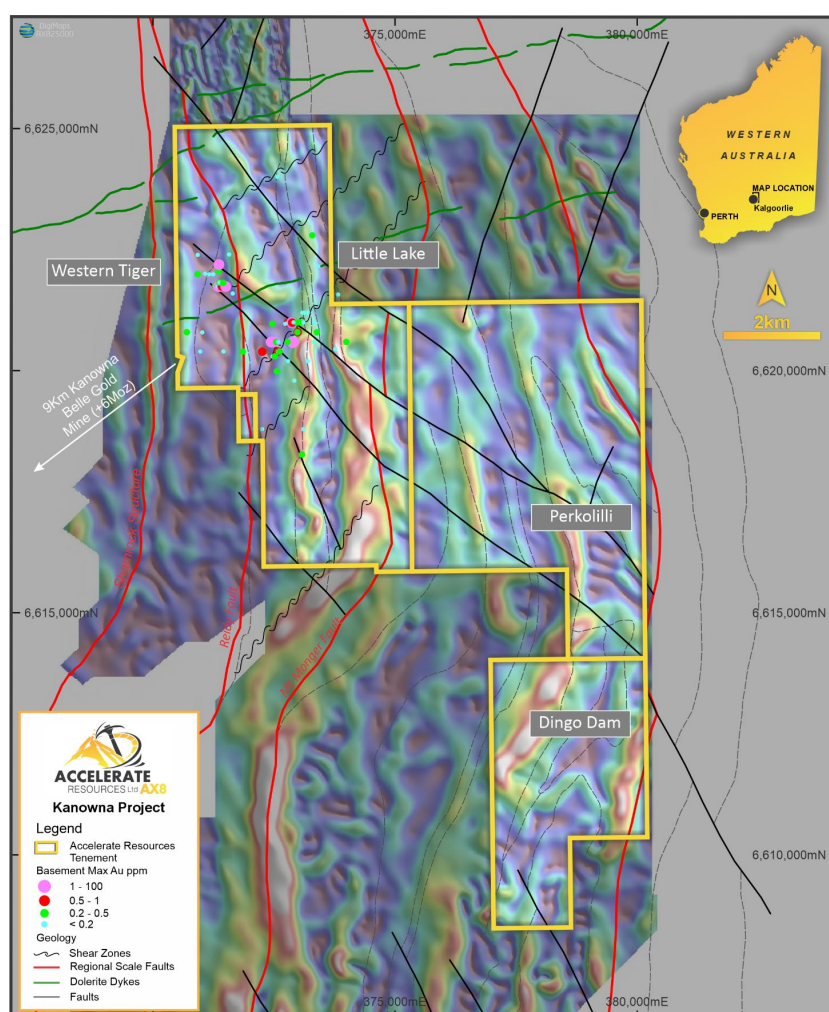 DigiMaps
375,000mE
380,000mE
6,625,000mN
WESTERN
AUSTRALIA
MAP LOCATION
Kalgoorlie
PERTH
Little Lake
Western Tiger
N
2km
9Km Kanowna
Belle Gold
Mine (+6Moz)
6,620,000mN
Perkolilli
6,615,000mN
6,615,000mN
Mt Monger Fault
Dingo Dam
ACCELERATE
RESOURCES Ltd AX8
Kanowna Project
Legend
Accelerate Resources
Tenement
Basement Max Au ppm
1 - 100
0.5 - 1
0.2 - 0.5
< 0.2
Geology
Shear Zones
Regional Scale Faults
Dolerite Dykes
Faults
6,610,000mN
375,000mE
380,000mE